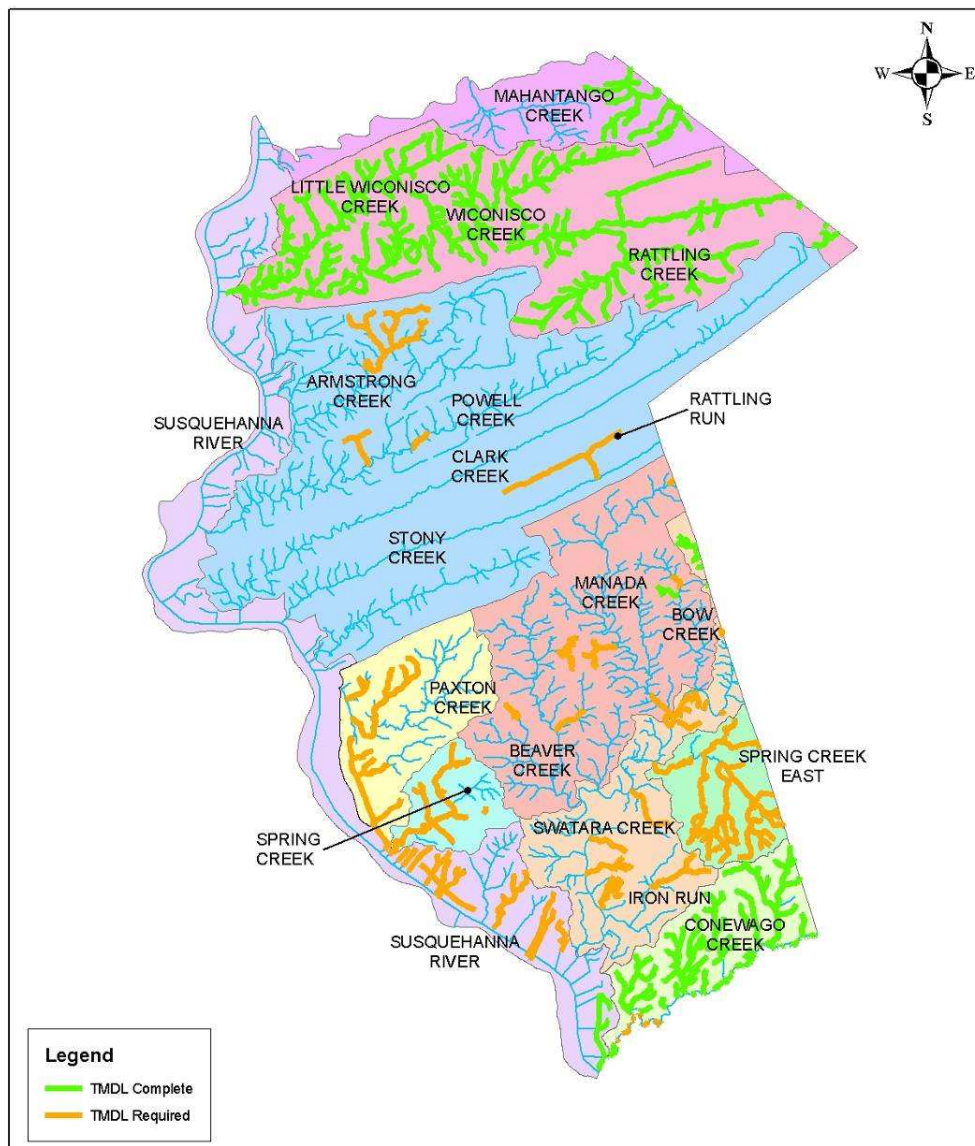 N
W E
S
MAHANTANGO
CREEK
LITTLE WICONISCO
CREEK
WICONISCO
CREEK
RATTLING
CREEK
ARMSTRONG
CREEK
POWELL
CREEK
RATTLING
RUN
SUSQUEHANNA
RIVER
CLARK
CREEK
STONY
CREEK
MANADA
CREEK
BOW
CREEK
PAXTON
CREEK
BEAVER
CREEK
SPRING CREEK
EAST
SPRING
CREEK
SWATARA CREEK
IRON RUN
CONEWAGO
CREEK
SUSQUEHANNA
RIVER
Legend
TMDL Complete
TMDL Required